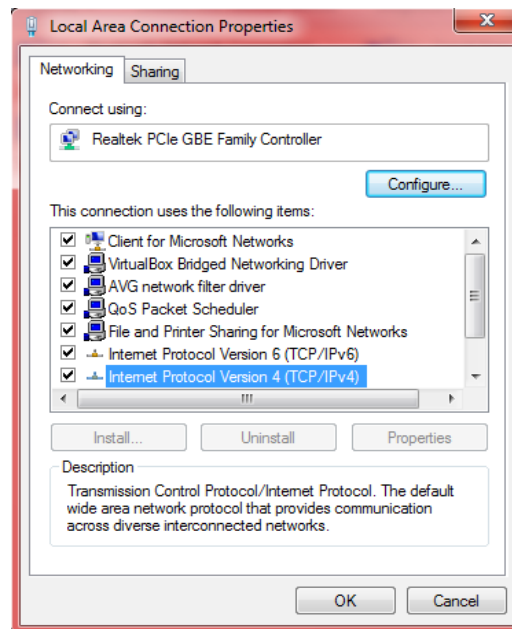 Local Area Connection Properties
Networking
Sharing
Connect using:
Realtek PCIe GBE Family Controller
Configure...
This connection uses the following items:
Client for Microsoft Networks
VirtualBox Bridged Networking Driver
AVG network filter driver
QoS Packet Scheduler
File and Printer Sharing for Microsoft Networks
Internet Protocol Version 6 (TCP/IPv6)
Internet Protocol Version 4 (TCP/IPv4)
Install...
Uninstall
Properties
Description
Transmission Control Protocol/Internet Protocol. The default
wide area network protocol that provides communication
across diverse interconnected networks.
OK
Cancel